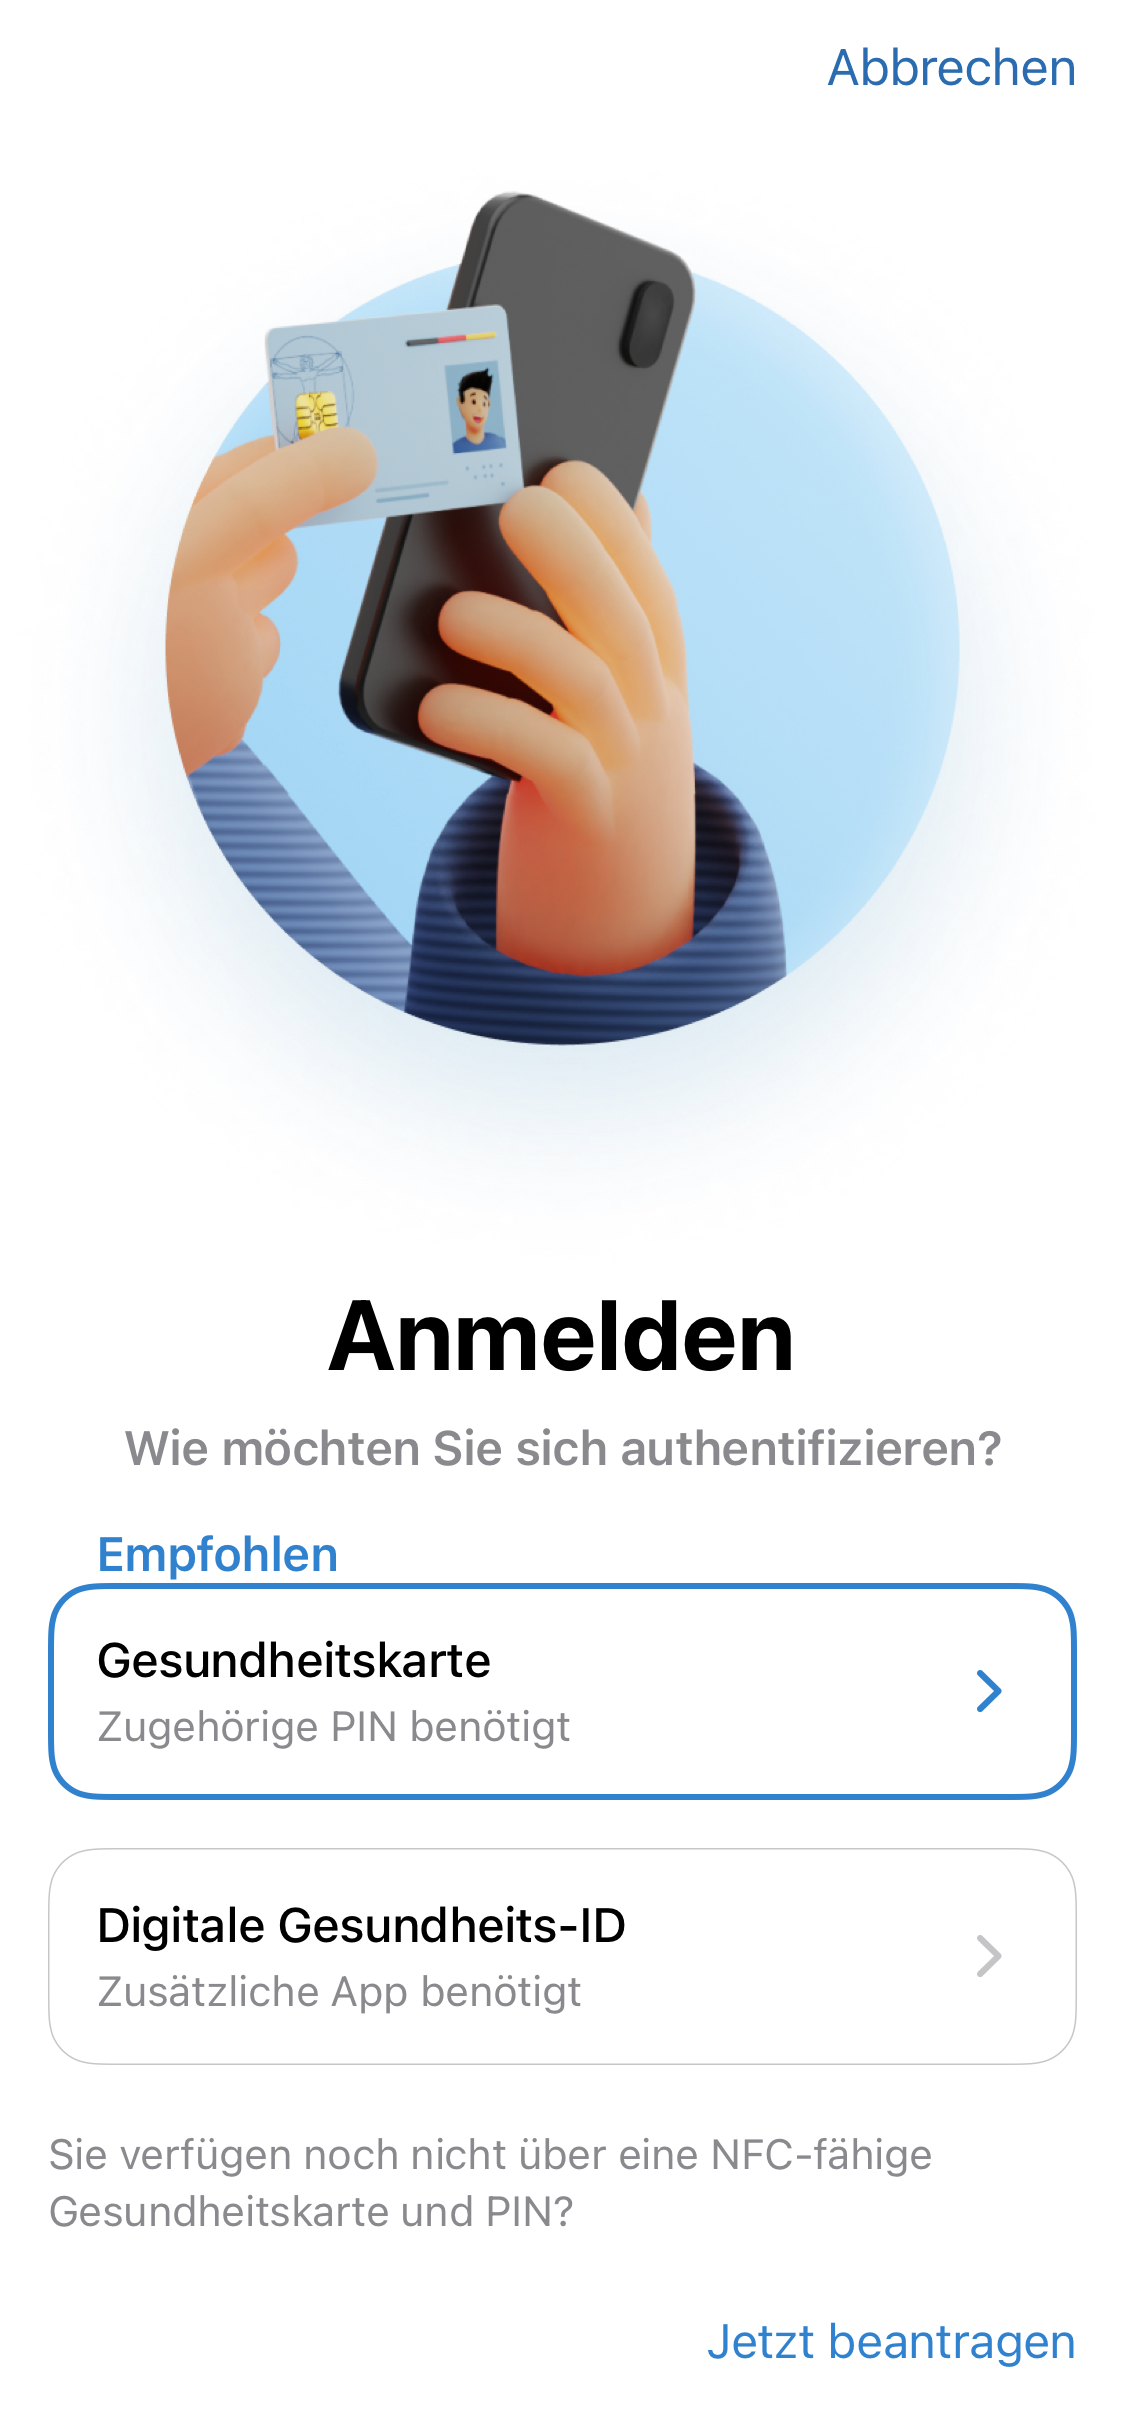 Abbrechen
Anmelden
Wie möchten Sie sich authentifizieren?
Empfohlen
Gesundheitskarte
Zugehörige PIN benötigt
Digitale Gesundheits-ID
Zusätzliche App benötigt
Sie verfügen noch nicht über eine NFC-fähige
Gesundheitskarte und PIN?
Jetzt beantragen